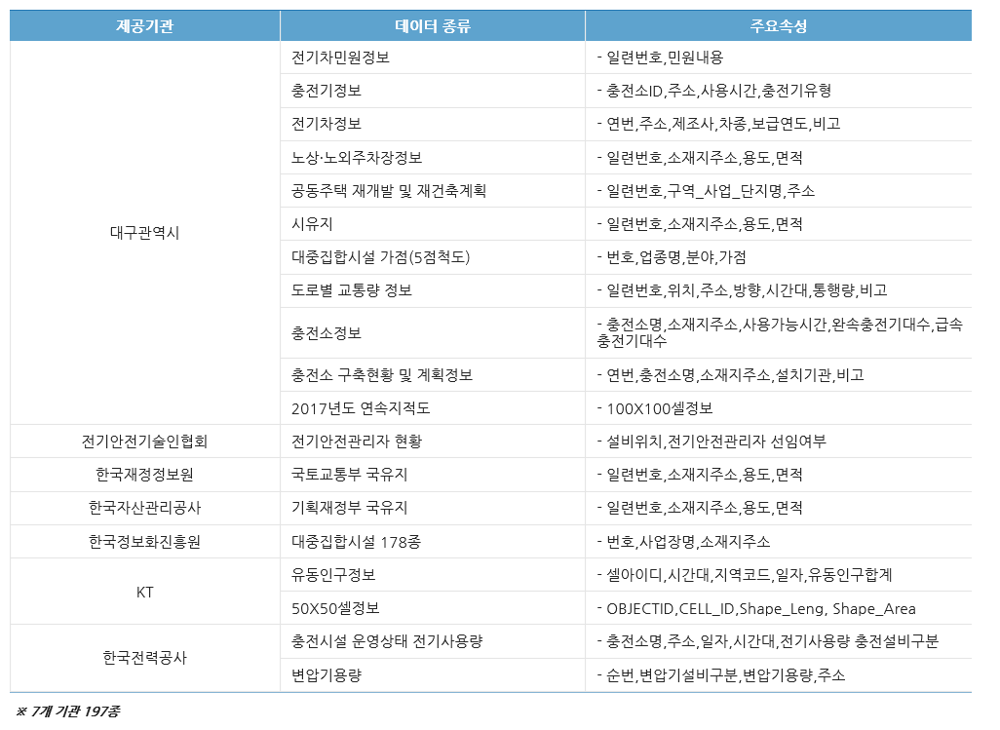 제공기관 데이터 종류 주요속성
전기차민원정보 - 일련번호,민원내용
충전기정보 - 충전소ID,주소,사용시간,충전기유형
전기차정보 - 연번,주소,제조사,차종,보급연도,비고
노상·노외주차장정보 - 일련번호,소재지주소,용도,면적
공동주택 재개발 및 재건축계획 - 일련번호,구역_사업_단지명,주소
시유지 - 일련번호,소재지주소,용도,면적
대구광역시
대중집합시설 가점(5점척도) - 번호,업종명,분야,가점
도로별 교통량 정보 - 일련번호,위치,주소,방향,시간대,통행량,비고
충전소정보 - 충전소명,소재지주소,사용가능시간,완속충전기대수,급속
충전기대수
충전소 구축현황 및 계획정보 - 연번,충전소명,소재지주소,설치기관,비고
2017년도 연속지적도 - 100X100셀정보
전기안전기술인협회 전기안전관리자 현황 - 설비위치,전기안전관리자 선임여부
한국재정정보원 국토교통부 국유지 - 일련번호,소재지주소,용도,면적
한국자산관리공사 기획재정부 국유지 - 일련번호,소재지주소,용도,면적
한국정보화진흥원 대중집합시설 178종 - 번호,사업장명,소재지주소
KT
유동인구정보 - 셀아이디,시간대,지역코드,일자,유동인구합계
50X50셀정보 - OBJECTID,CELL_ID,Shape_Leng, Shape_Area
한국전력공사
충전시설 운영상태 전기사용량 - 충전소명,주소,일자,시간대,전기사용량 충전설비구분
변압기용량 - 순번,변압기설비구분,변압기용량,주소
※ 7개 기관 197종